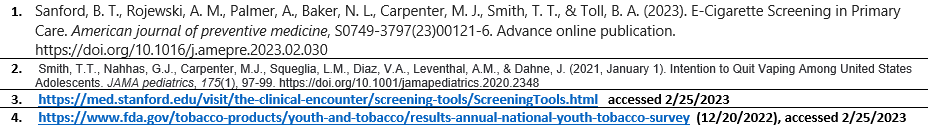 1. Sanford, B. T., Rojewski, A. M., Palmer, A., Baker, N. L., Carpenter, M. J., Smith, T. T., & Toll, B. A. (2023). E-Cigarette Screening in Primary
Care. American journal of preventive medicine, S0749-3797(23)00121-6. Advance online publication.
https://doi.org/10.1016/j.amepre.2023.02.030
2. Smith, T.T., Nahhas, G.J., Carpenter, M.J., Squeglia, L.M., Diaz, V.A., Leventhal, A.M., & Dahne, J. (2021, January 1). Intention to Quit Vaping Among United States
Adolescents. JAMA pediatrics, 175(1), 97-99. https://doi.org/10.1001/jamapediatrics.2020.2348
3. https://med.stanford.edu/visit/the-clinical-encounter/screening-tools/ScreeningTools.html accessed 2/25/2023
4. https://www.fda.gov/tobacco-products/youth-and-tobacco/results-annual-national-youth-tobacco-survey (12/20/2022), accessed 2/25/2023